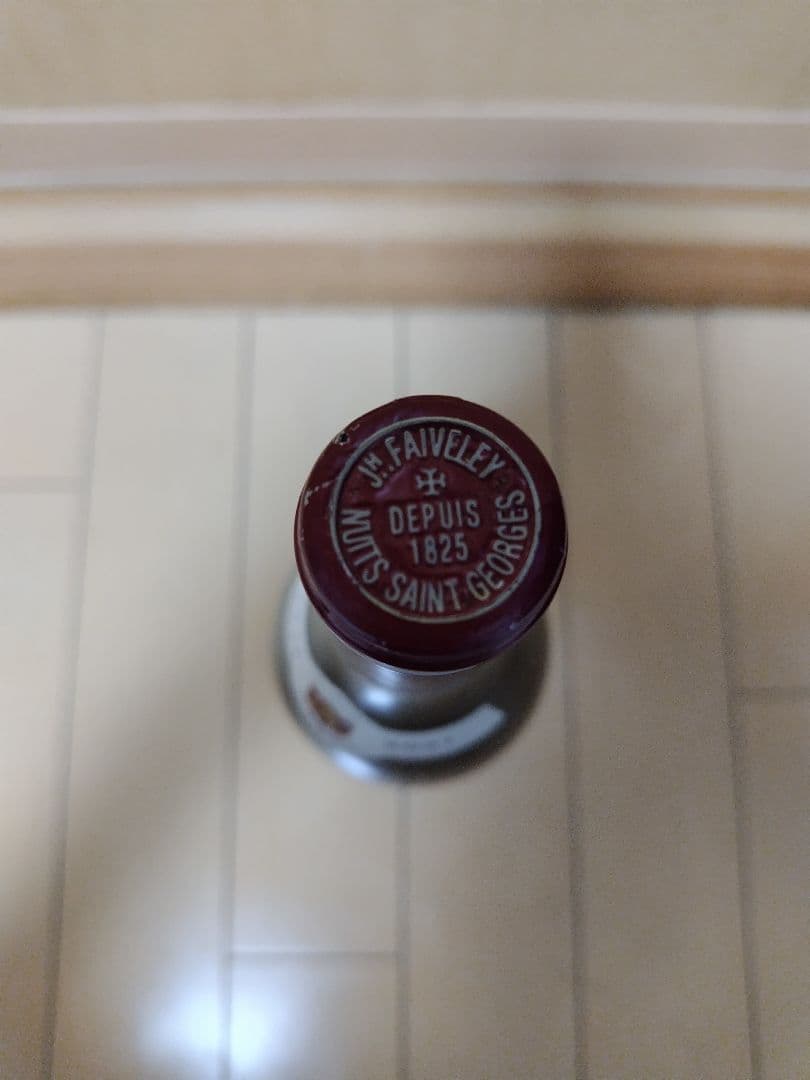 JH. FAIVELEY
DEPUIS
1825
NUITS SAINT GEORGES